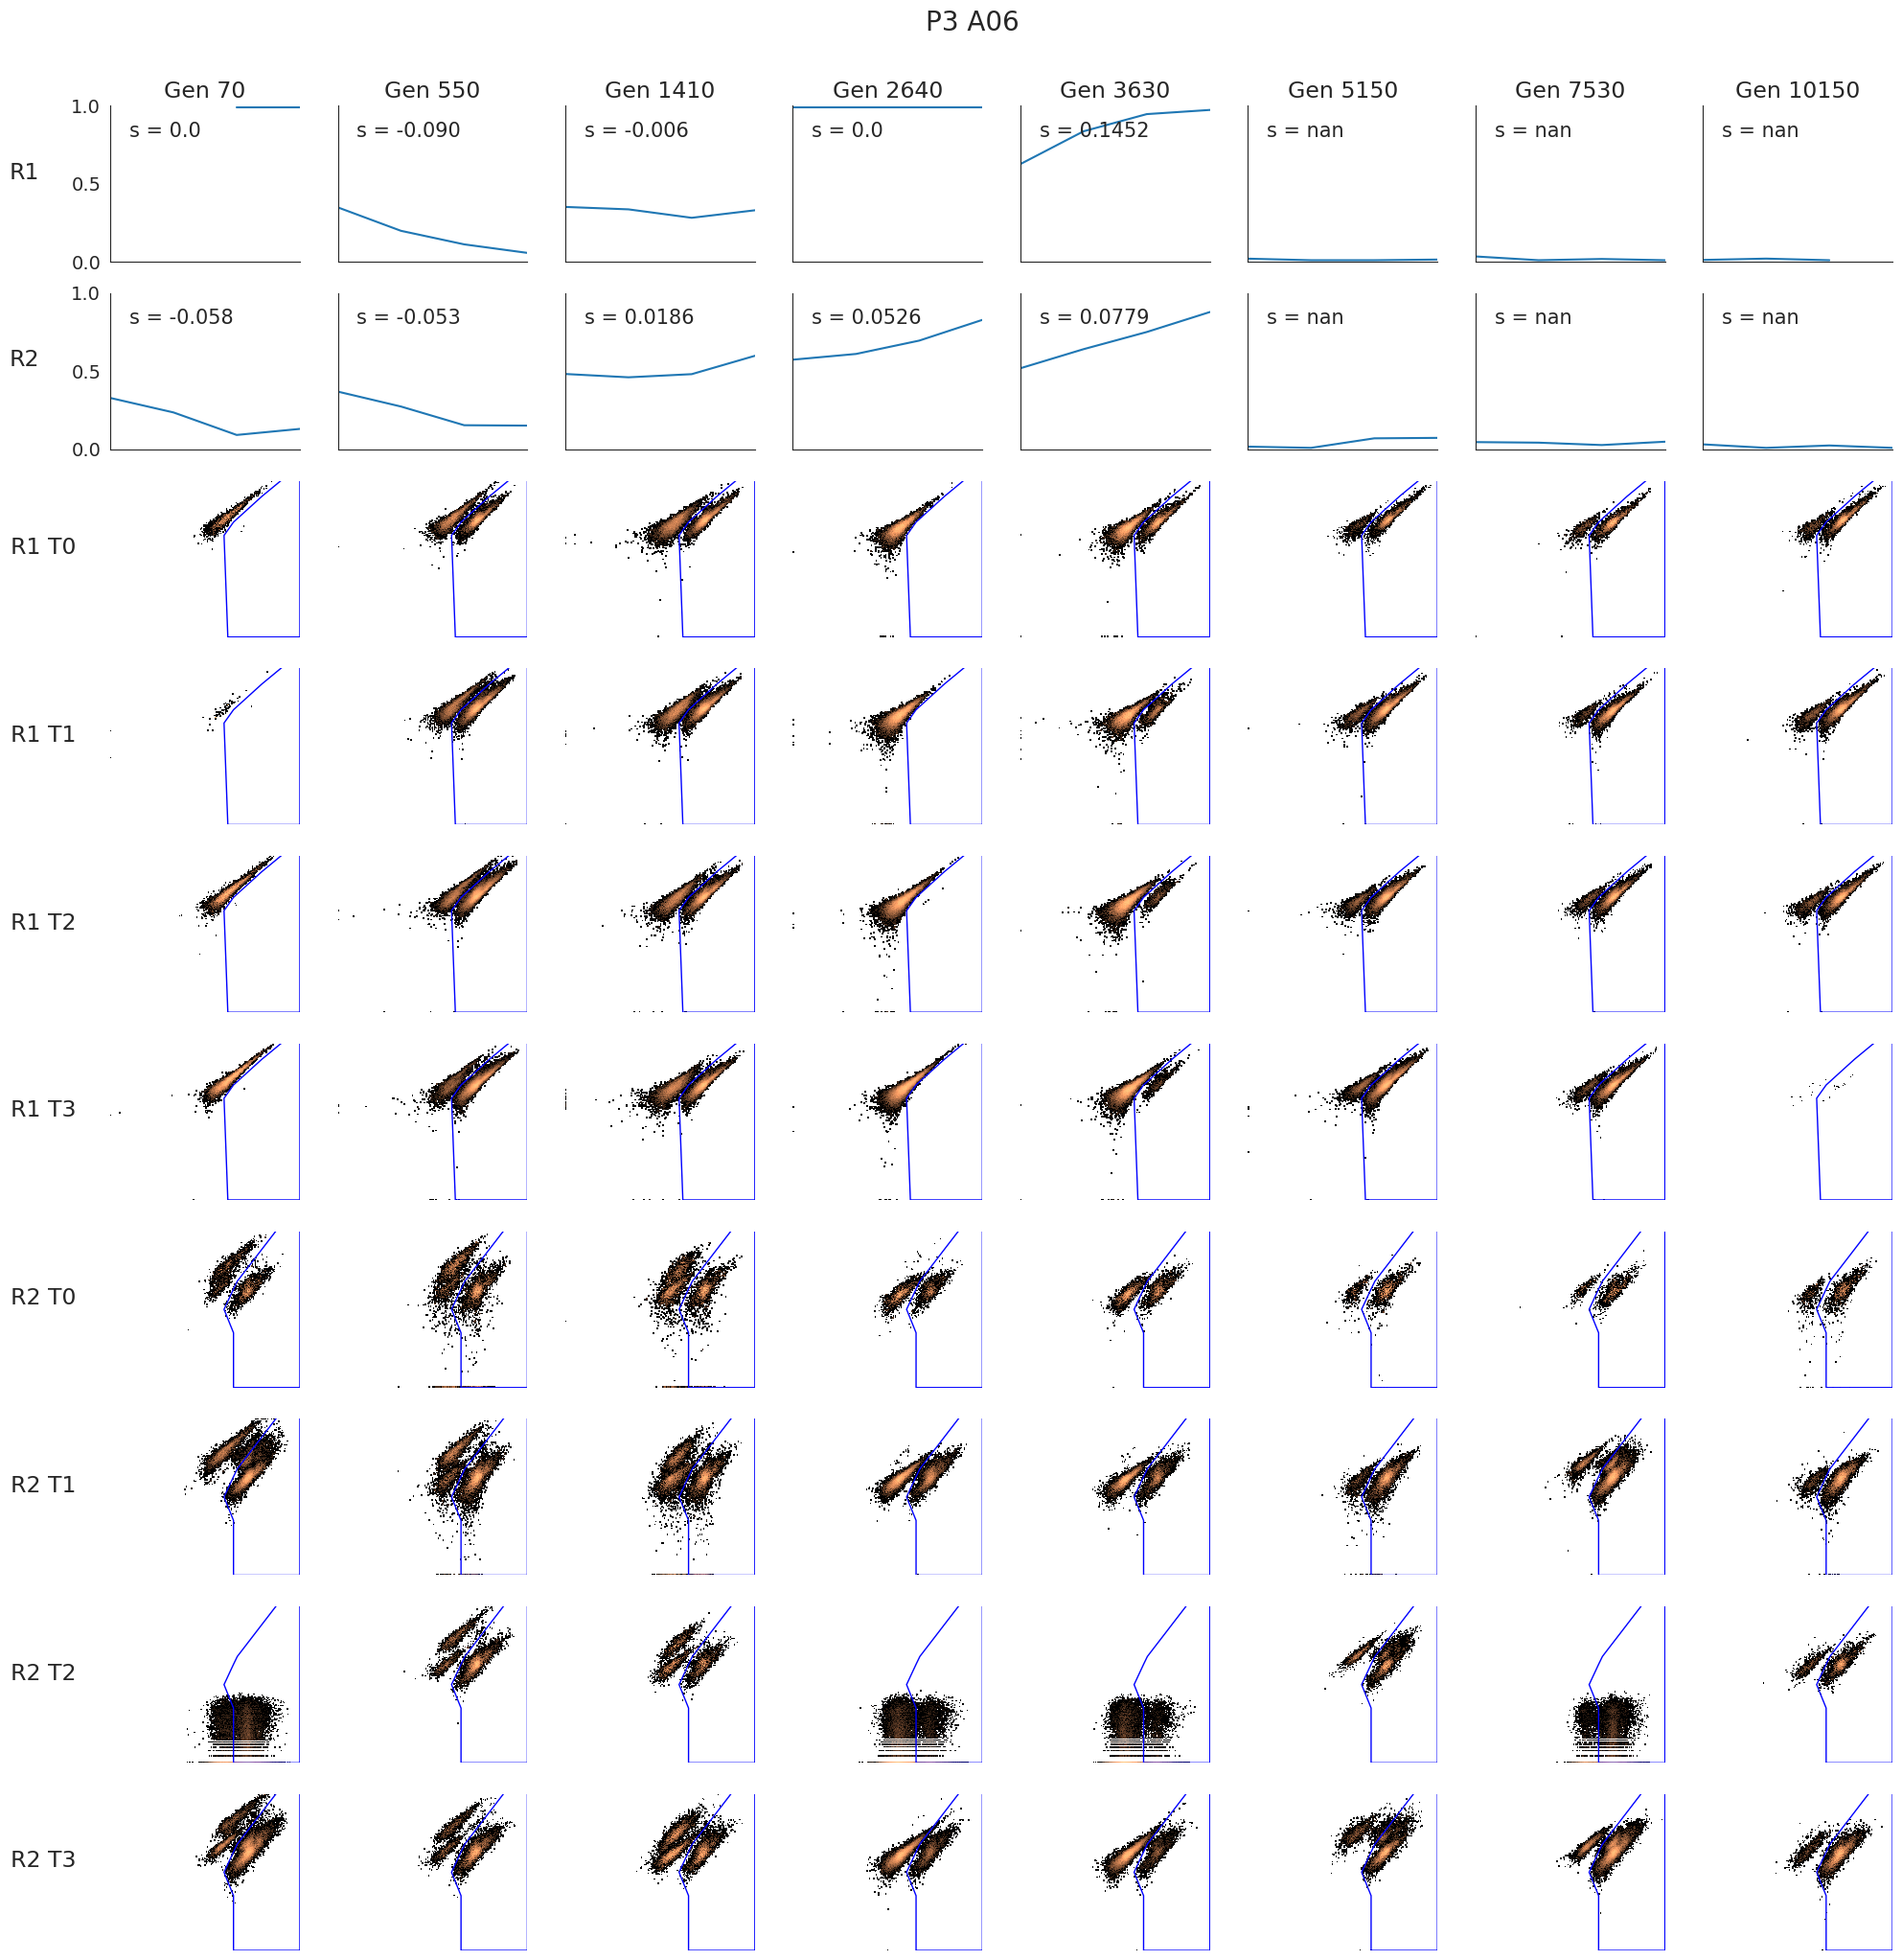 P3 A06
Gen 70 Gen 550 Gen 1410 Gen 2640 Gen 3630 Gen 5150 Gen 7530 Gen 10150
1.0
s = 0.0 s = -0.090 s = -0.006 s = 0.0 s = 0.1452 s = nan s = nan s = nan
R1
0.5
0.0
1.0
s = -0.058 s = -0.053 s = 0.0186 s = 0.0526 s = 0.0779 s = nan s = nan s = nan
R2
0.5
0.0
R1 T0
R1 T1
R1 T2
R1 T3
R2 T0
R2 T1
R2 T2
R2 T3